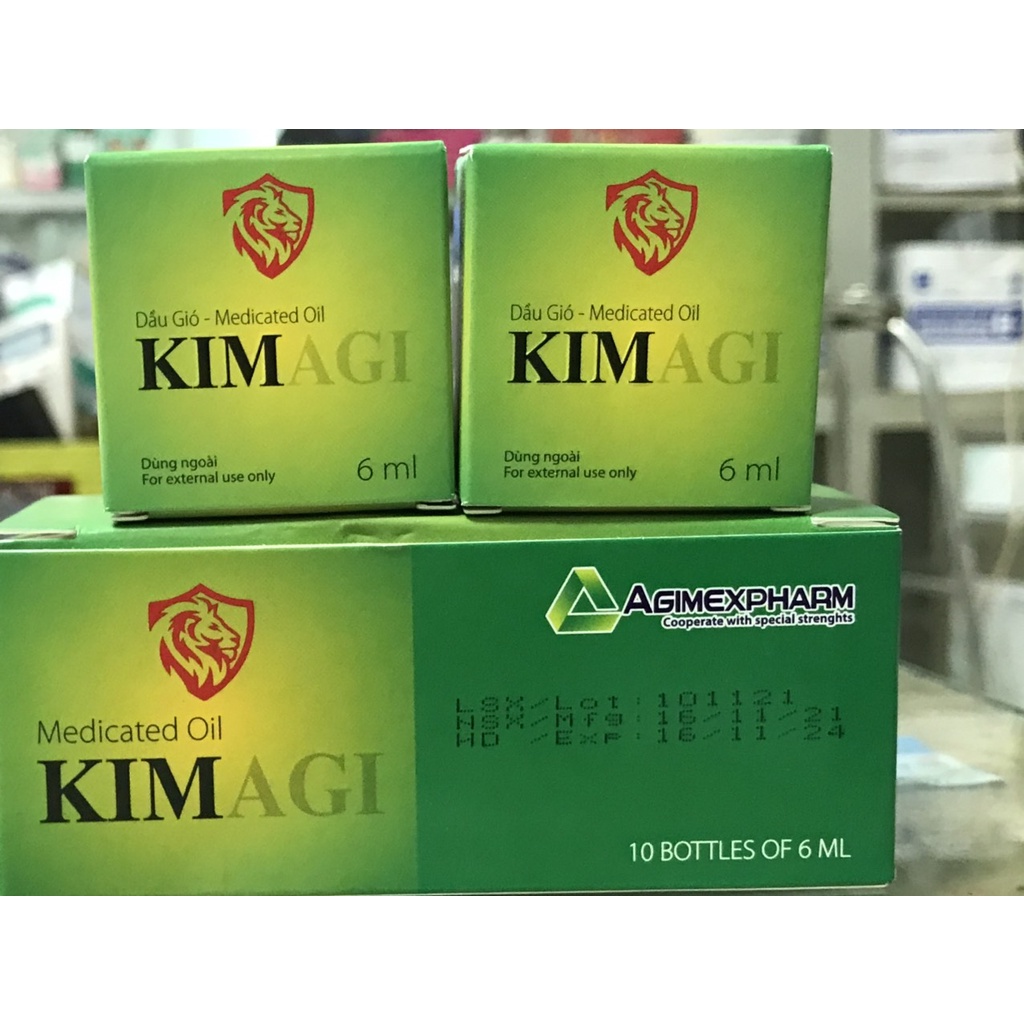 Dầu Gió - Medicated Oil
KIMAGI
Dùng ngoài
For external use only
6 ml
Dầu Gió - Medicated Oil
KIMAGI
Dùng ngoài
For external use only
6 ml
Medicated Oil
KIMAGI
AGIMEXPHARM
Cooperate with special strenghts
LSX/Lot: 101121
NSX/Mfg: 16/11/21
HD /Exp: 16/11/24
10 BOTTLES OF 6 ML